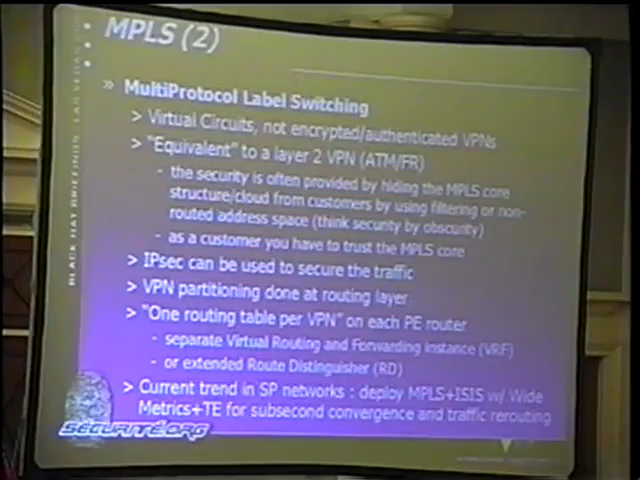 MPLS (2)
» MultiProtocol Label Switching
> Virtual Circuits, not encrypted/authenticated VPNs
> "Equivalent" to a layer 2 VPN (ATM/FR)
- the security is often provided by hiding the MPLS core
structure/cloud from customers by using filtering or non-
routed address space (think security by obscurity)
- as a customer you have to trust the MPLS core
> IPsec can be used to secure the traffic
> VPN partitioning done at routing layer
> "One routing table per VPN" on each PE router
- separate Virtual Routing and Forwarding instance (VRF)
- or extended Route Distinguisher (RD)
> Current trend in SP networks : deploy MPLS+ISIS w/ Wide
Metrics+TE for subsecond convergence and traffic rerouting
BLACK HAT BRIEFINGS - LAS VEGAS
SÉCURITÉ.ORG